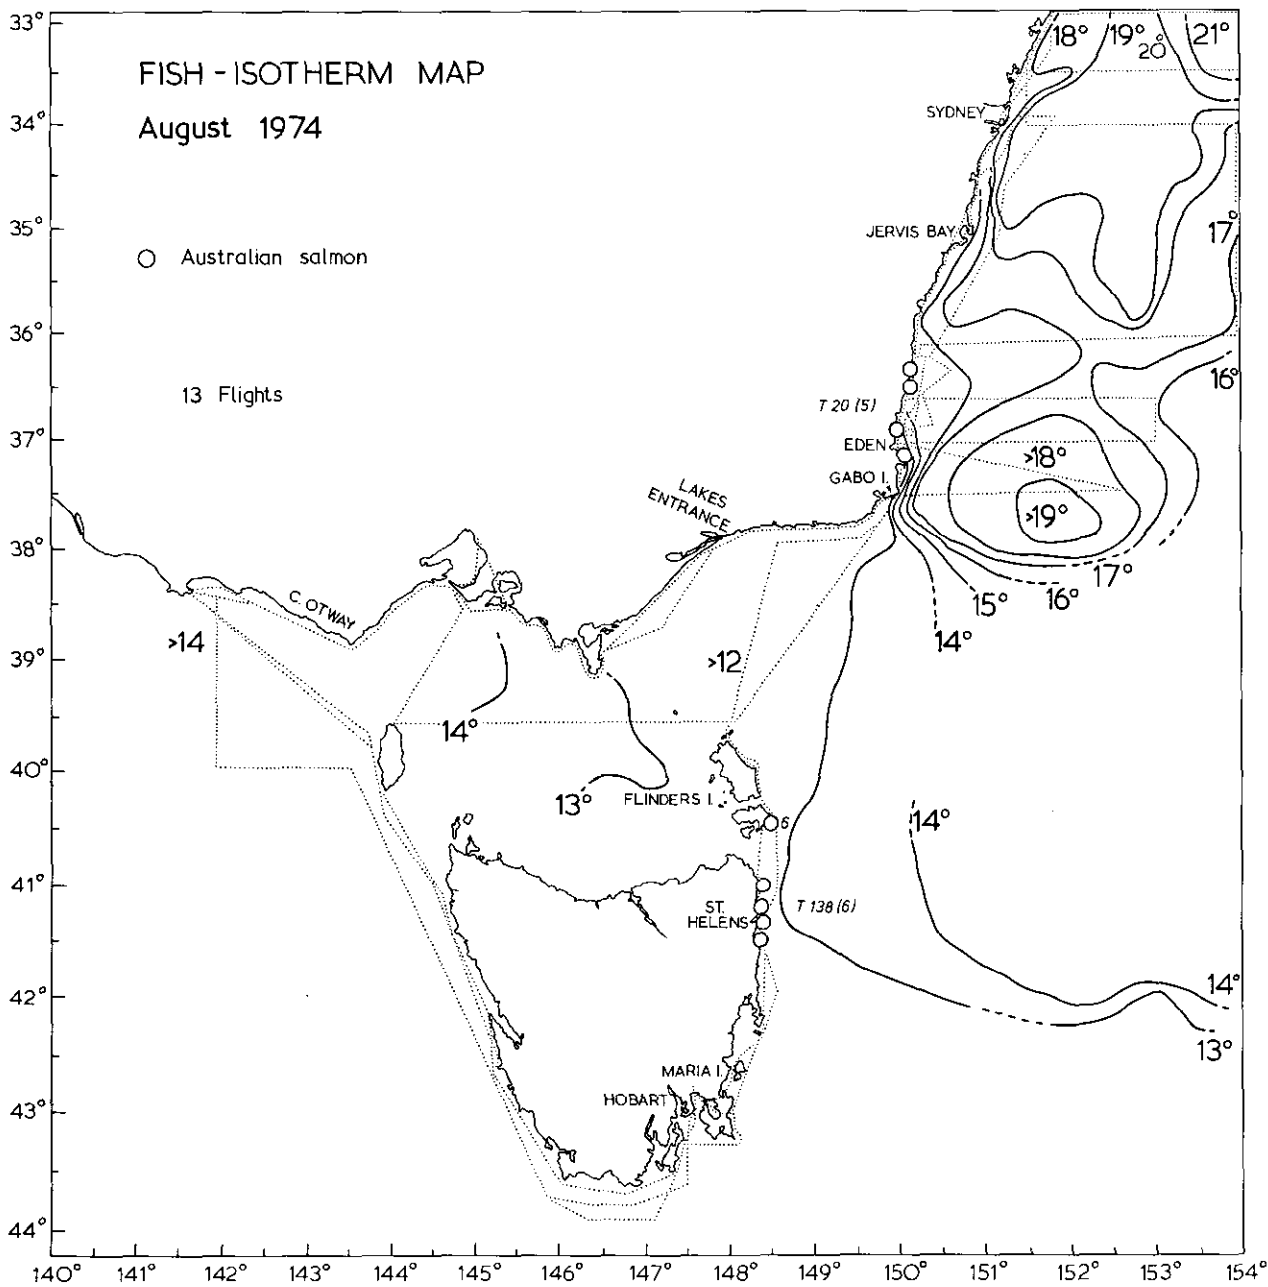 33°
34°
35°
36°
37°
38°
39°
40°
41°
42°
43°
44°
FISH - ISOTHERM MAP
August 1974
Australian salmon
13 Flights
18°
19°
20°
21°
SYDNEY
JERVIS BAY
17°
16°
T 20 (5)
EDEN
GABO I.
>18°
>19°
LAKES
ENTRANCE
17°
16°
15°
14°
C. OTWAY
>14
>12
14°
13°
FLINDERS I.
6
14°
ST.
HELENS
T 138 (6)
14°
13°
MARIA I.
HOBART
140° 141° 142° 143° 144° 145° 146° 147° 148° 149° 150° 151° 152° 153° 154°